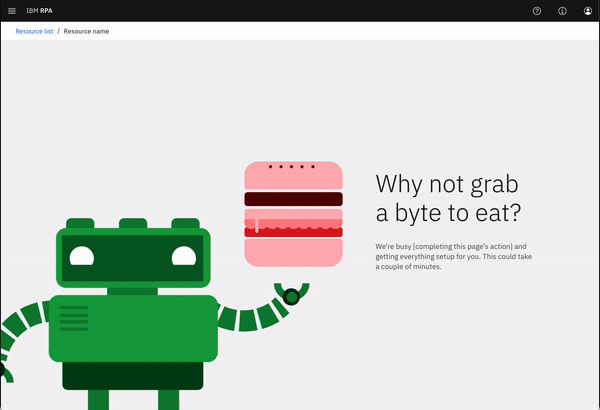 IBM RPA
Resource list / Resource name
Why not grab
a byte to eat?
We're busy [completing this page's action] and
getting everything setup for you. This could take
a couple of minutes.